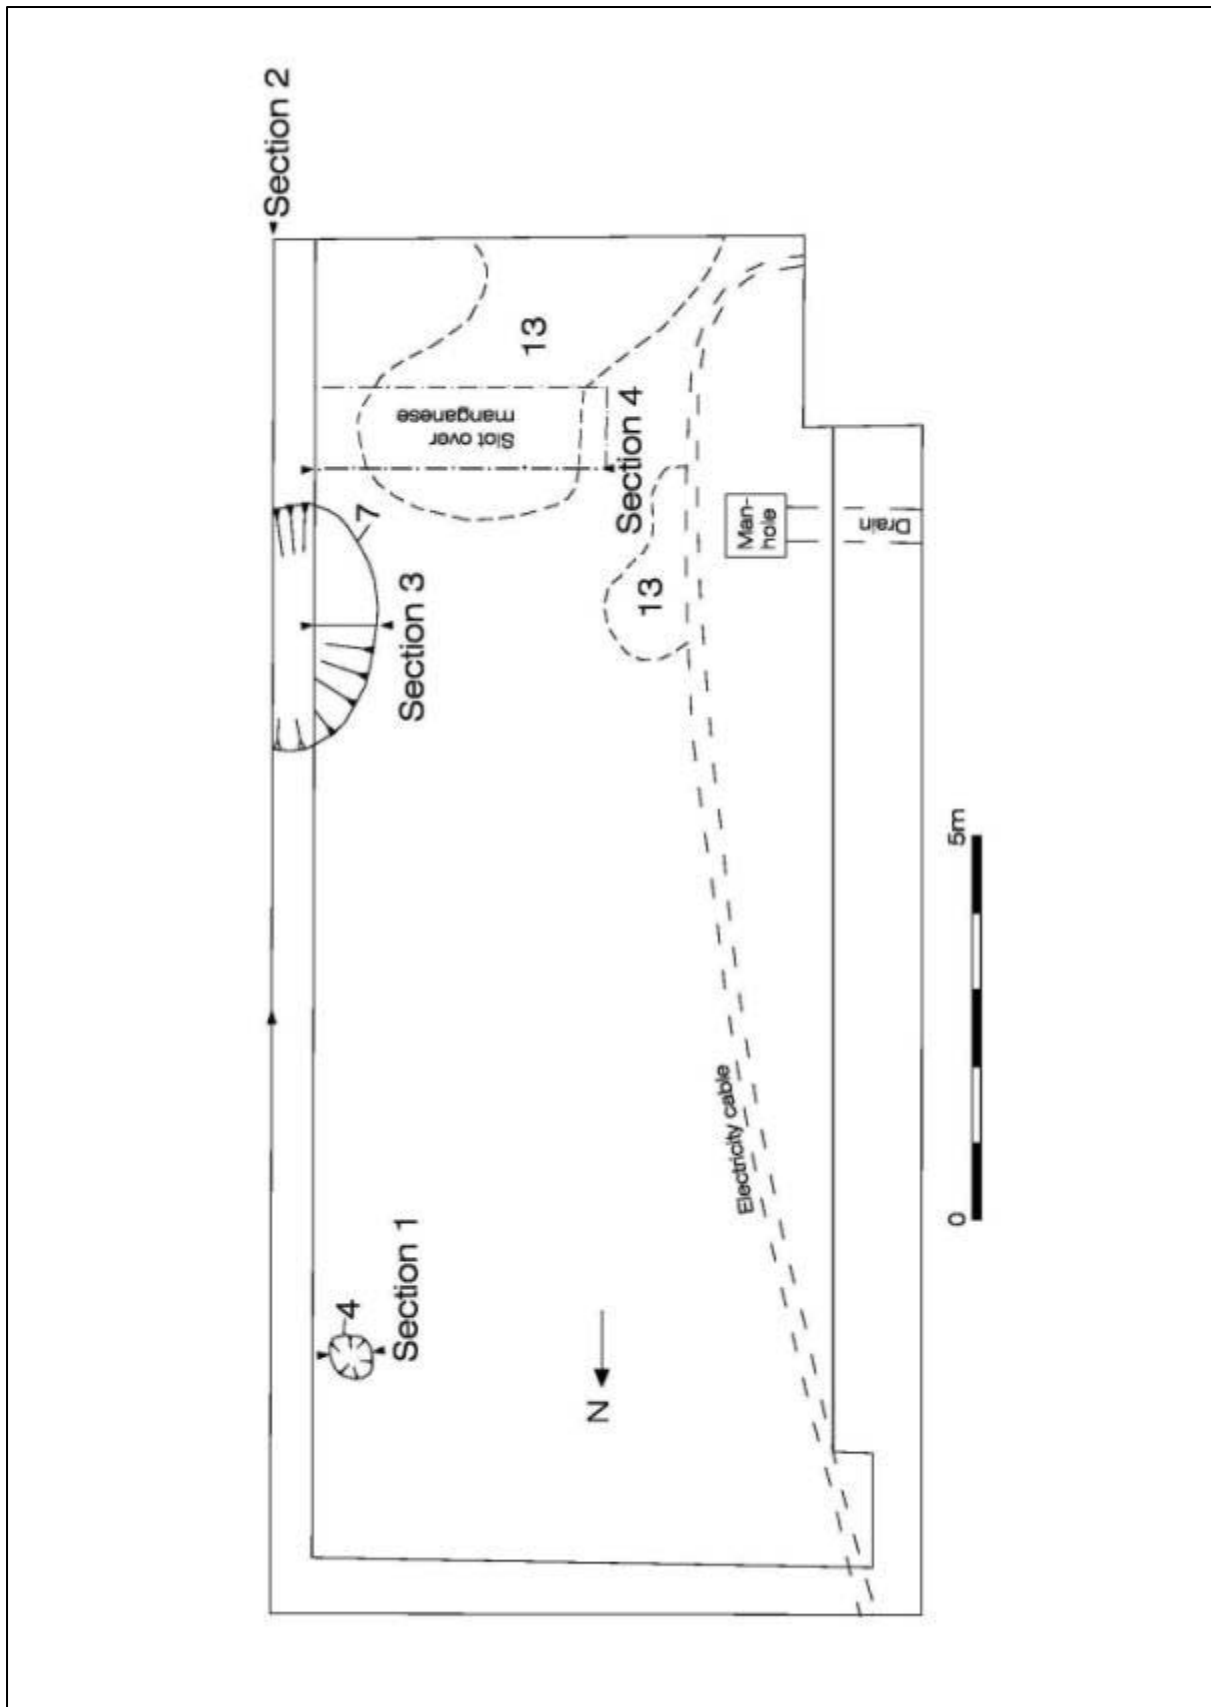 Section 2
13
Slot over
manganese
Section 4
7
Man-
hole
Drain
13
Section 3
5m
Electricity cable
0
4
Section 1
N